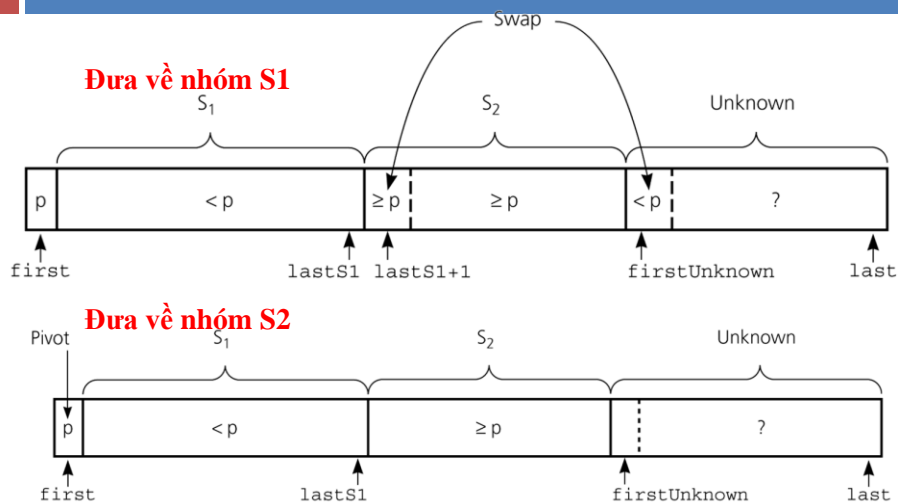 Swap
Đưa về nhóm S1
S₁ S₂ Unknown
p < p ≥ p ≥ p < p ?
first lastS1 lastS1+1 firstUnknown last
Đưa về nhóm S2
Pivot S₁ S₂ Unknown
p < p ≥ p ?
first lastS1 firstUnknown last